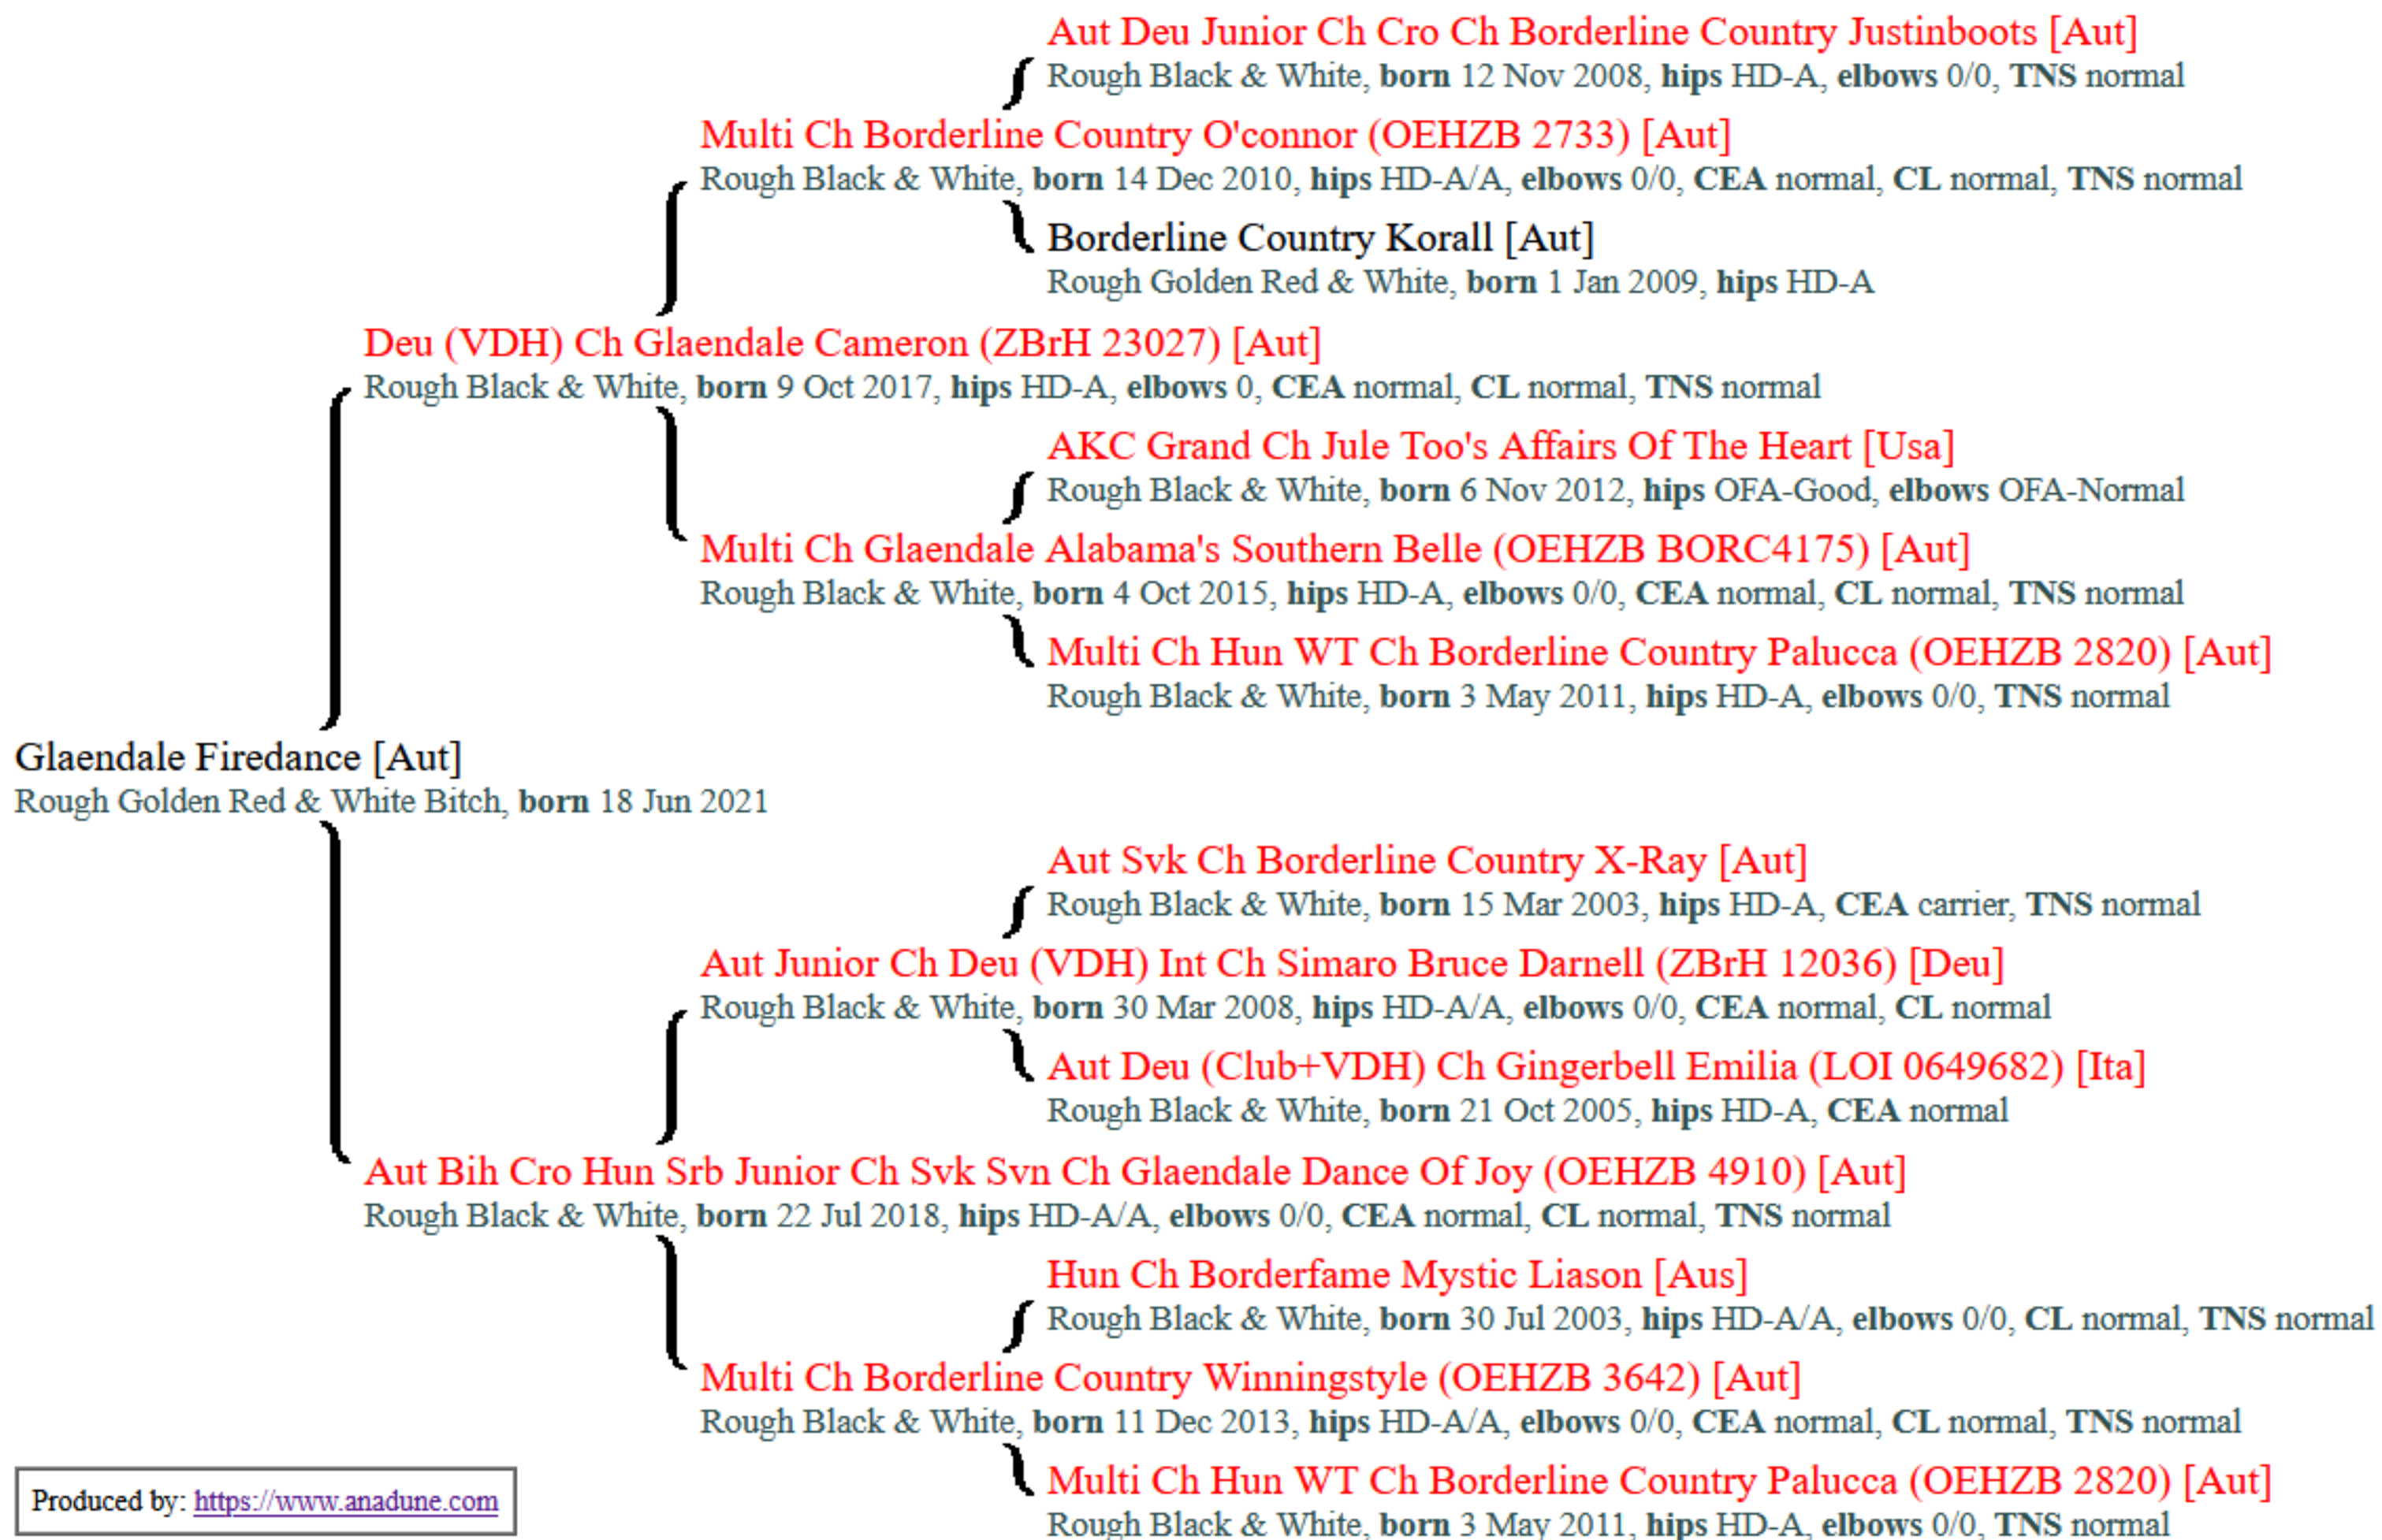 Aut Deu Junior Ch Cro Ch Borderline Country Justinboots [Aut]
Rough Black & White, born 12 Nov 2008, hips HD-A, elbows 0/0, TNS normal
Multi Ch Borderline Country O'connor (OEHZB 2733) [Aut]
Rough Black & White, born 14 Dec 2010, hips HD-A/A, elbows 0/0, CEA normal, CL normal, TNS normal
Borderline Country Korall [Aut]
Rough Golden Red & White, born 1 Jan 2009, hips HD-A
Deu (VDH) Ch Glaendale Cameron (ZBrH 23027) [Aut]
Rough Black & White, born 9 Oct 2017, hips HD-A, elbows 0, CEA normal, CL normal, TNS normal
AKC Grand Ch Jule Too's Affairs Of The Heart [Usa]
Rough Black & White, born 6 Nov 2012, hips OFA-Good, elbows OFA-Normal
Multi Ch Glaendale Alabama's Southern Belle (OEHZB BORC4175) [Aut]
Rough Black & White, born 4 Oct 2015, hips HD-A, elbows 0/0, CEA normal, CL normal, TNS normal
Multi Ch Hun WT Ch Borderline Country Palucca (OEHZB 2820) [Aut]
Rough Black & White, born 3 May 2011, hips HD-A, elbows 0/0, TNS normal
Glaendale Firedance [Aut]
Rough Golden Red & White Bitch, born 18 Jun 2021
Aut Svk Ch Borderline Country X-Ray [Aut]
Rough Black & White, born 15 Mar 2003, hips HD-A, CEA carrier, TNS normal
Aut Junior Ch Deu (VDH) Int Ch Simaro Bruce Darnell (ZBrH 12036) [Deu]
Rough Black & White, born 30 Mar 2008, hips HD-A/A, elbows 0/0, CEA normal, CL normal
Aut Deu (Club+VDH) Ch Gingerbell Emilia (LOI 0649682) [Ita]
Rough Black & White, born 21 Oct 2005, hips HD-A, CEA normal
Aut Bih Cro Hun Srb Junior Ch Svk Svn Ch Glaendale Dance Of Joy (OEHZB 4910) [Aut]
Rough Black & White, born 22 Jul 2018, hips HD-A/A, elbows 0/0, CEA normal, CL normal, TNS normal
Hun Ch Borderfame Mystic Liason [Aus]
Rough Black & White, born 30 Jul 2003, hips HD-A/A, elbows 0/0, CL normal, TNS normal
Multi Ch Borderline Country Winningstyle (OEHZB 3642) [Aut]
Rough Black & White, born 11 Dec 2013, hips HD-A/A, elbows 0/0, CEA normal, CL normal, TNS normal
Multi Ch Hun WT Ch Borderline Country Palucca (OEHZB 2820) [Aut]
Rough Black & White, born 3 May 2011, hips HD-A, elbows 0/0, TNS normal
Produced by: https://www.anadune.com